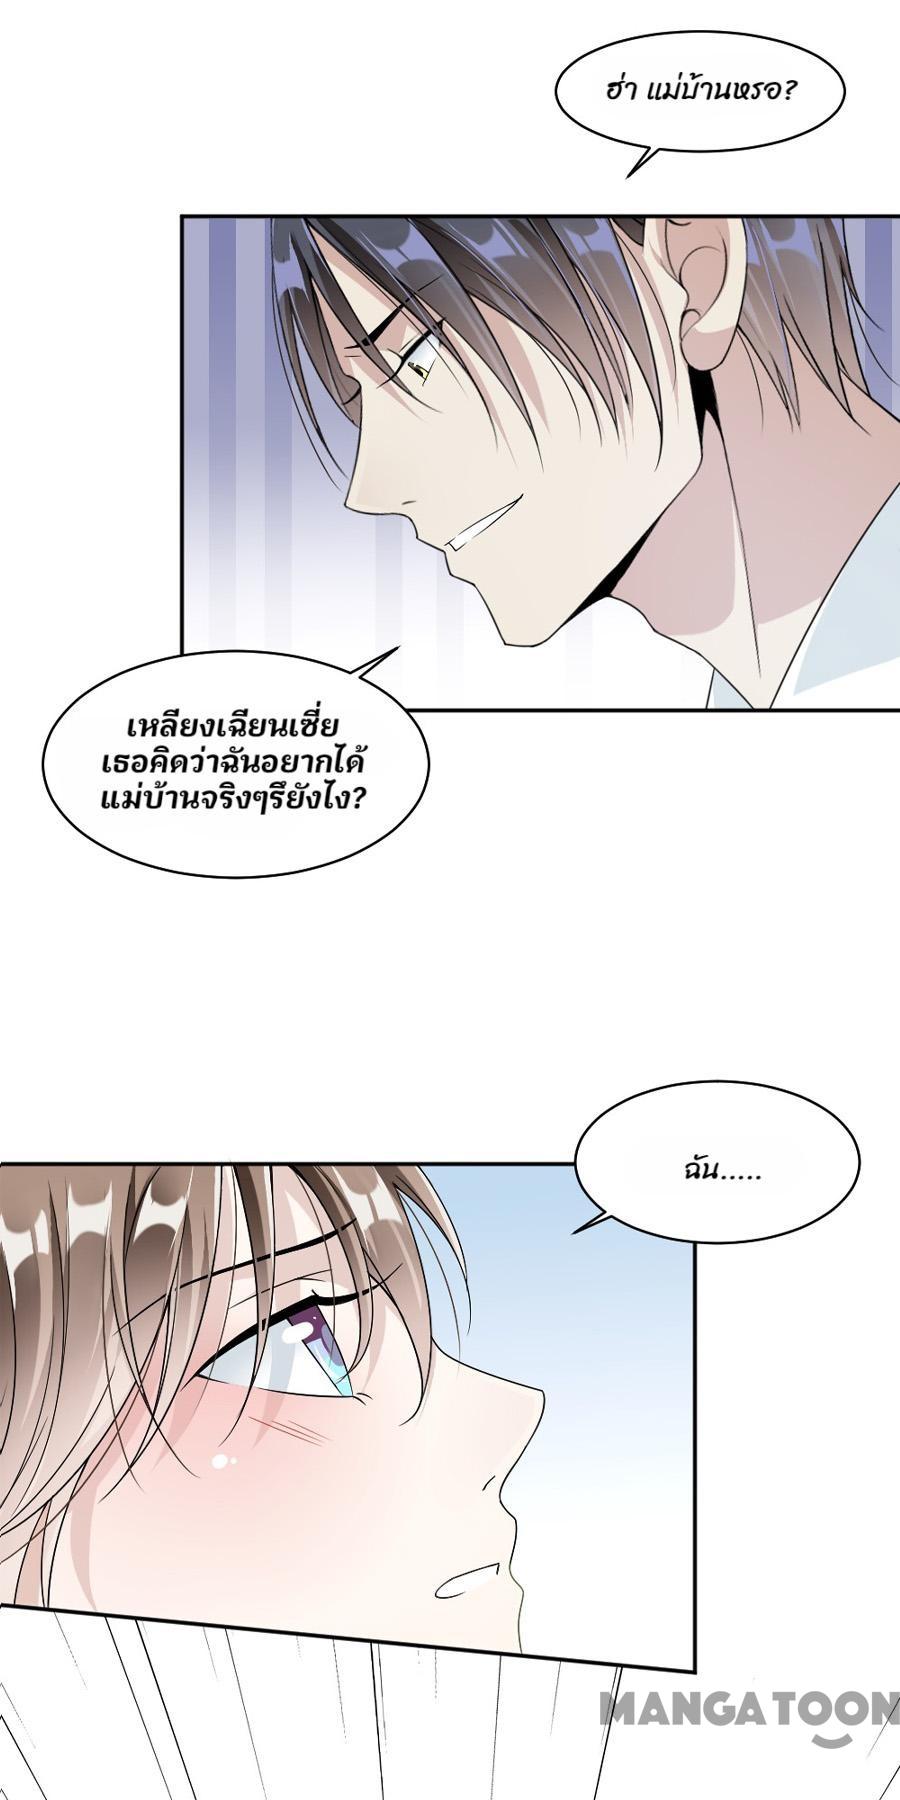 ฮ่า แม่บ้านหรอ?
เหลียงเฉียนเซี่ย
เธอคิดว่าฉันอยากได้
แม่บ้านจริงๆรึยังไง?
ฉัน.....
MANGATOON